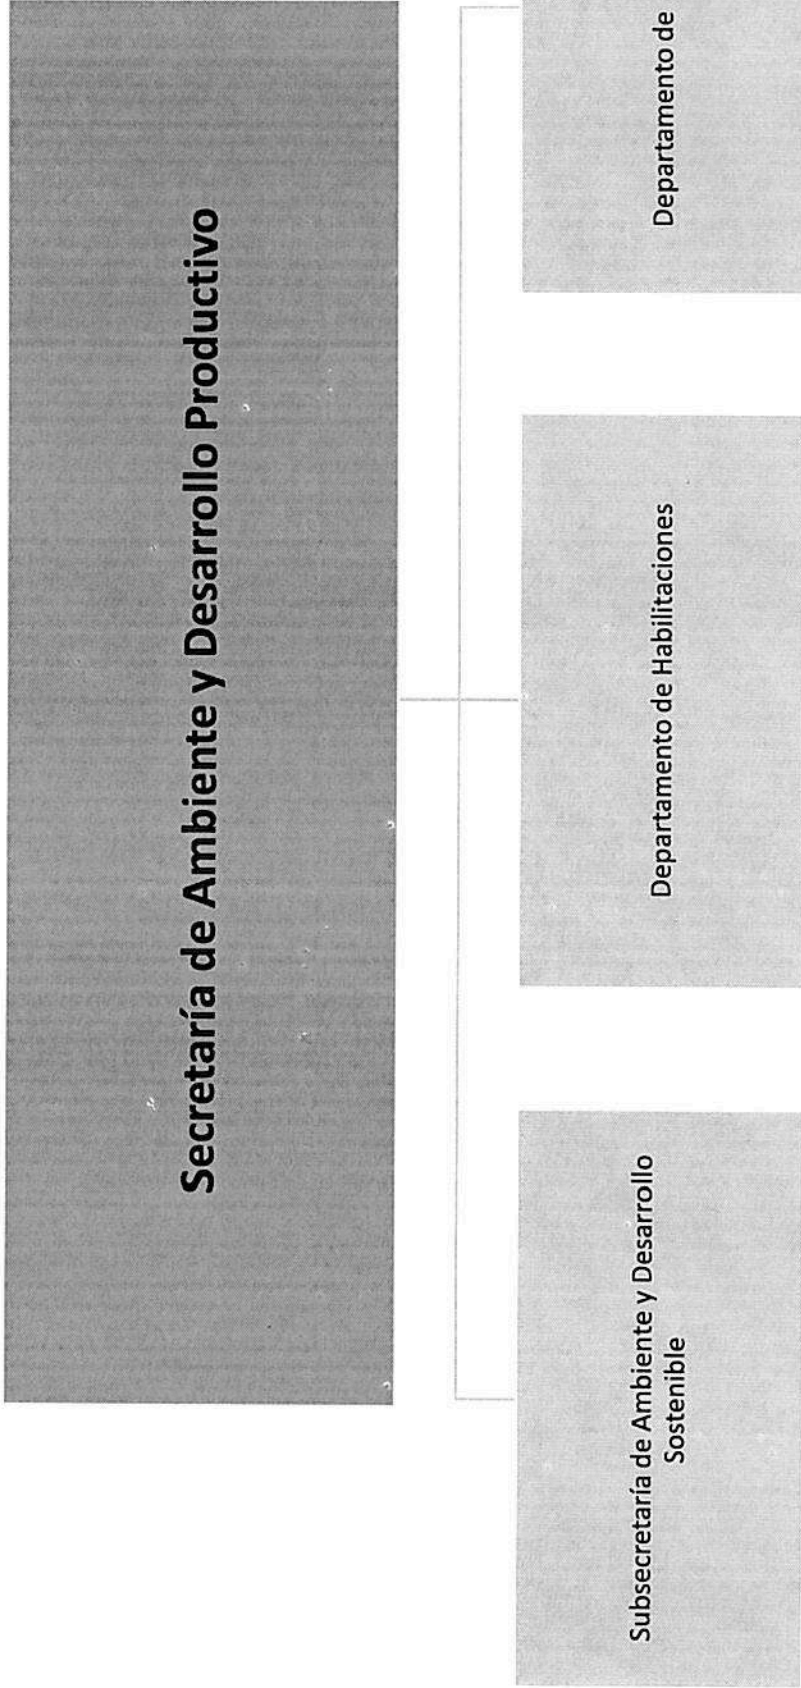 Secretaría de Ambiente y Desarrollo Productivo
Subsecretaría de Ambiente y Desarrollo
Sostenible
Departamento de Habilitaciones
Departamento de